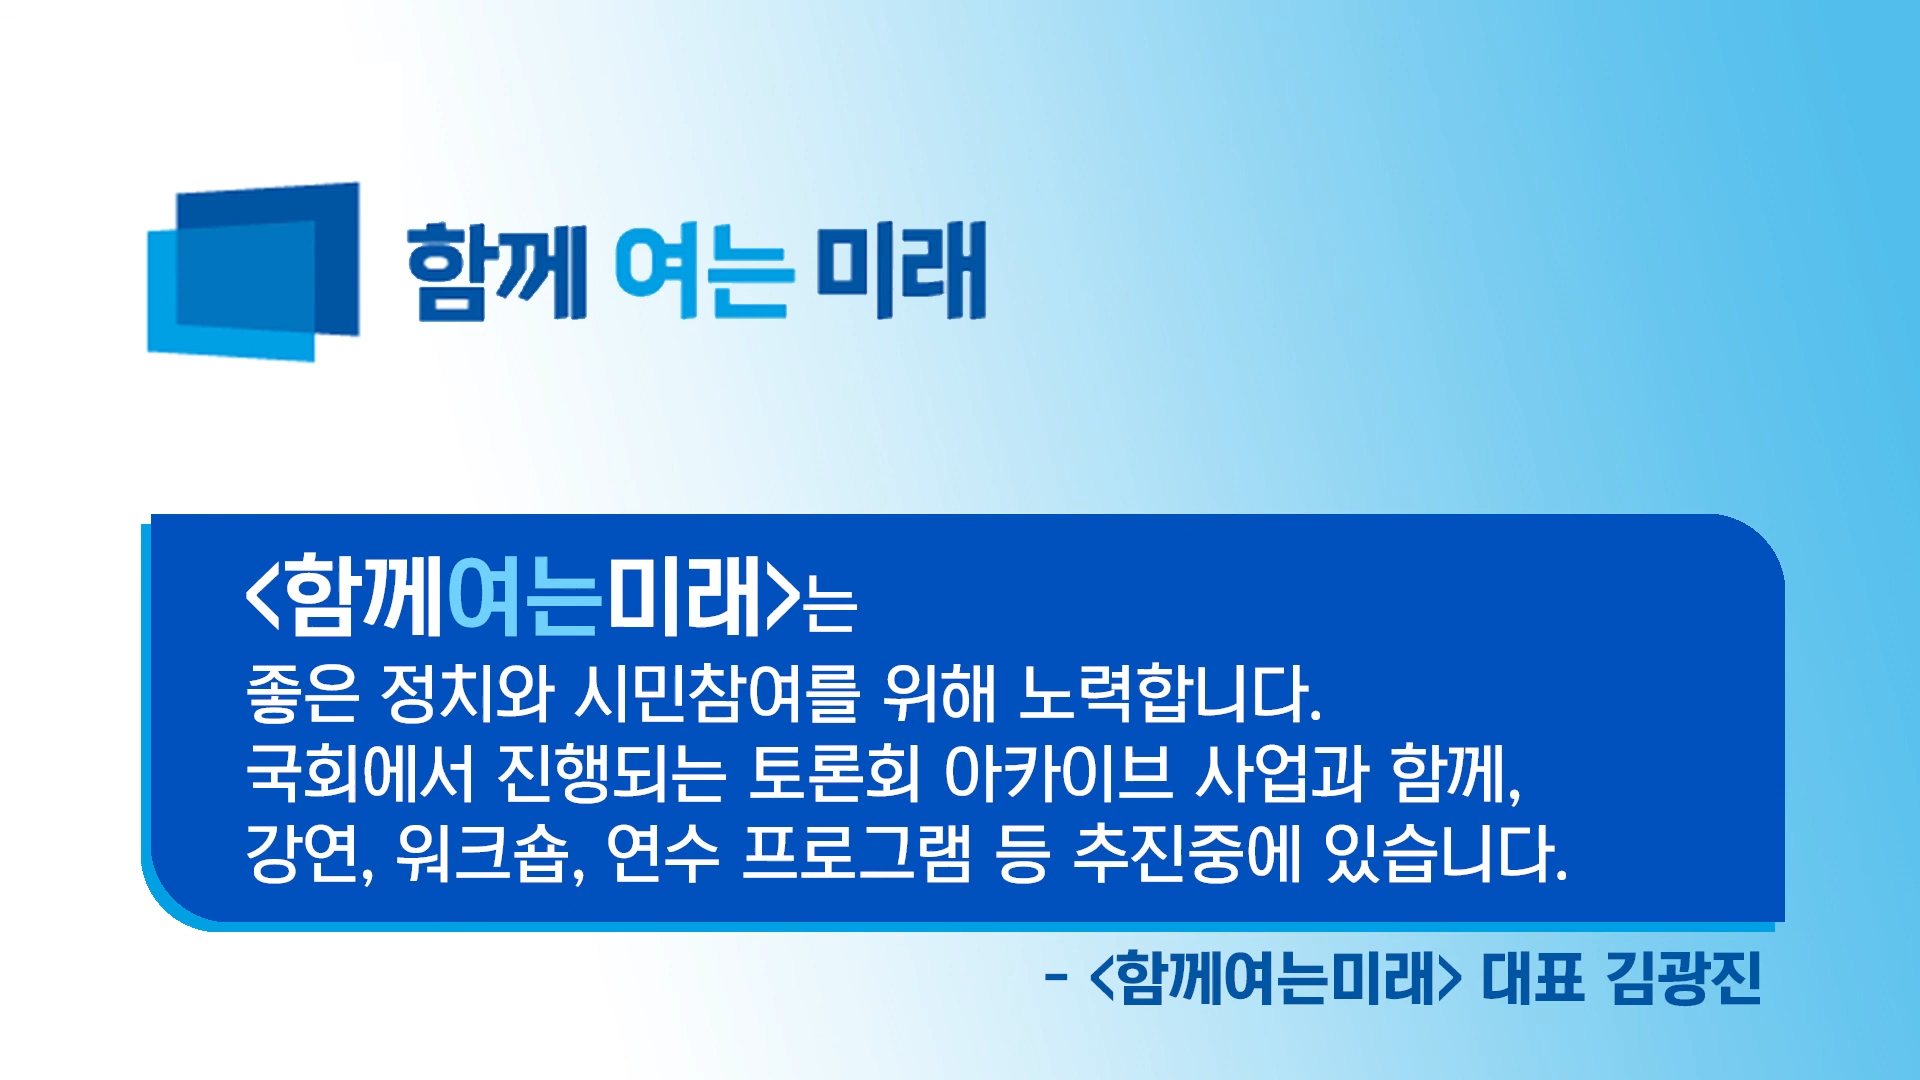 함께 여는 미래
<함께여는미래>는
좋은 정치와 시민참여를 위해 노력합니다.
국회에서 진행되는 토론회 아카이브 사업과 함께,
강연, 워크숍, 연수 프로그램 등 추진중에 있습니다.
- <함께여는미래> 대표 김광진